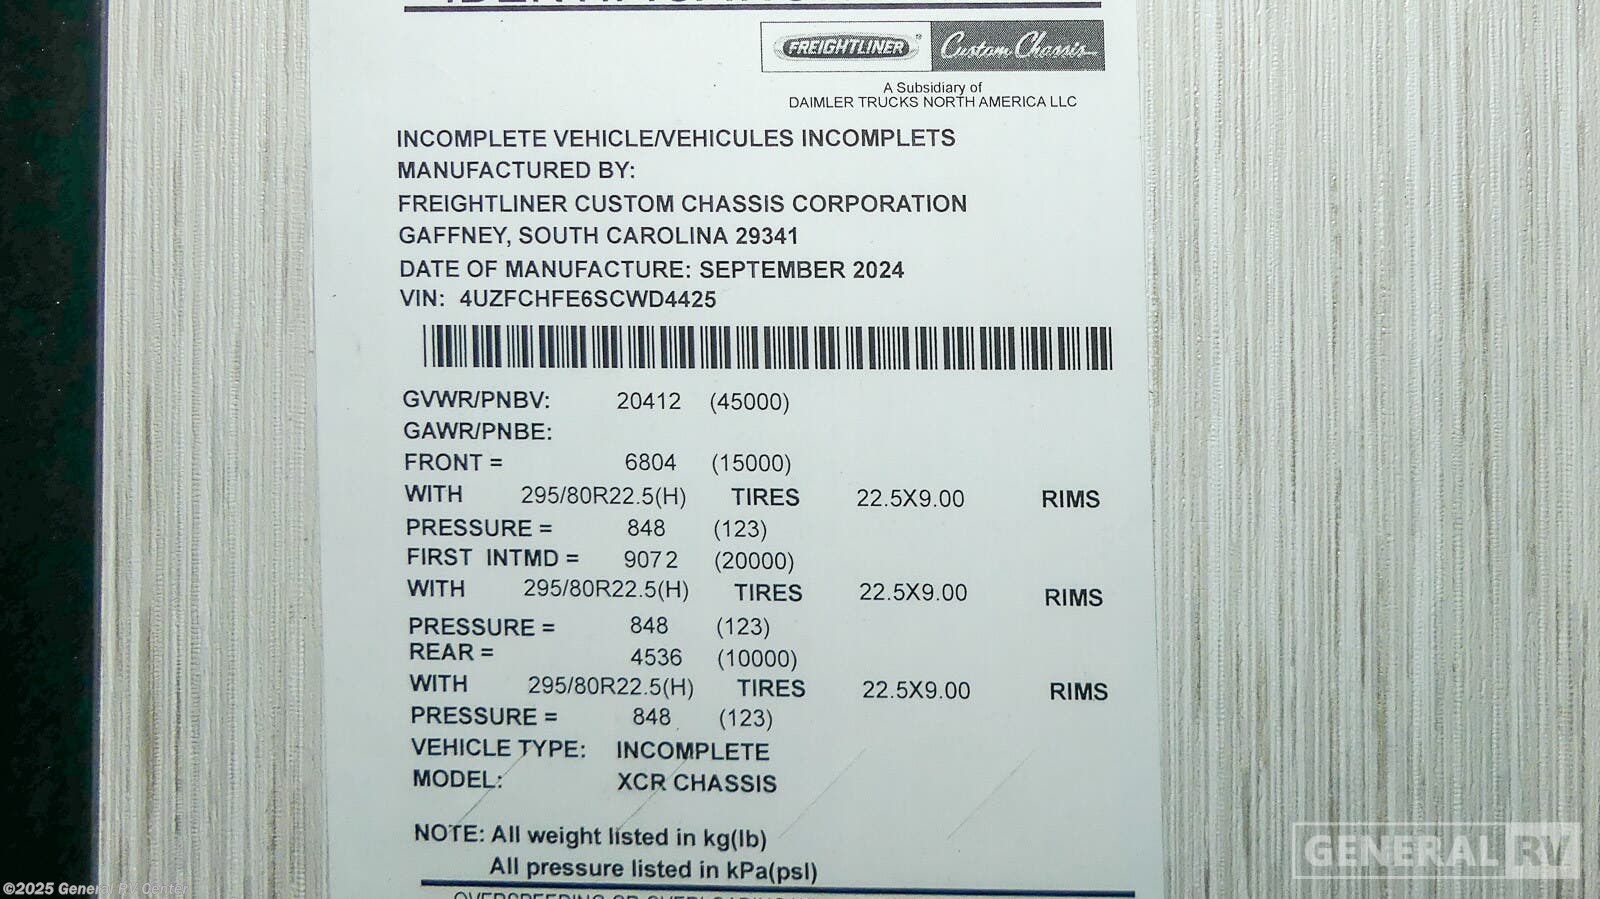 FREIGHTLINER® Custom Chassis
A Subsidiary of
DAIMLER TRUCKS NORTH AMERICA LLC
INCOMPLETE VEHICLE/VEHICULES INCOMPLETS
MANUFACTURED BY:
FREIGHTLINER CUSTOM CHASSIS CORPORATION
GAFFNEY, SOUTH CAROLINA 29341
DATE OF MANUFACTURE: SEPTEMBER 2024
VIN: 4UZFCHFE6SCWD4425
GVWR/PNBV: 20412 (45000)
GAWR/PNBE:
FRONT = 6804 (15000)
WITH 295/80R22.5(H) TIRES 22.5X9.00 RIMS
PRESSURE = 848 (123)
FIRST INTMD = 9072 (20000)
WITH 295/80R22.5(H) TIRES 22.5X9.00 RIMS
PRESSURE = 848 (123)
REAR = 4536 (10000)
WITH 295/80R22.5(H) TIRES 22.5X9.00 RIMS
PRESSURE = 848 (123)
VEHICLE TYPE: INCOMPLETE
MODEL: XCR CHASSIS
NOTE: All weight listed in kg(lb)
All pressure listed in kPa(psl)
GENERAL RV
©2025 General RV Center